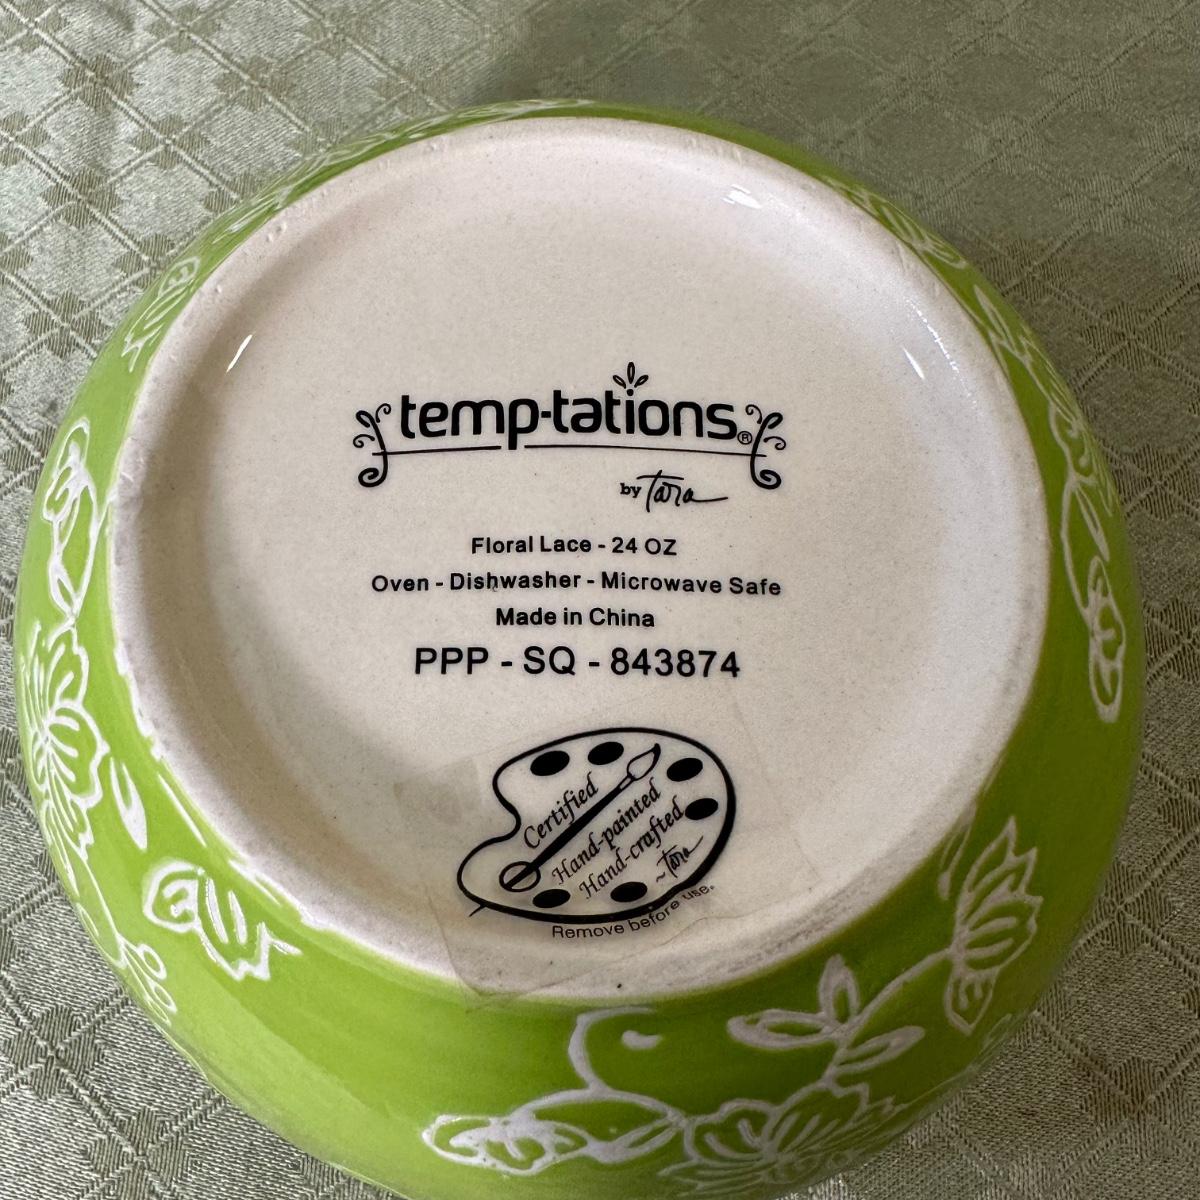 temp-tations®
by Tara
Floral Lace - 24 OZ
Oven - Dishwasher - Microwave Safe
Made in China
PPP - SQ - 843874
Certified
Hand-painted
Hand-crafted
~Tara
Remove before use.